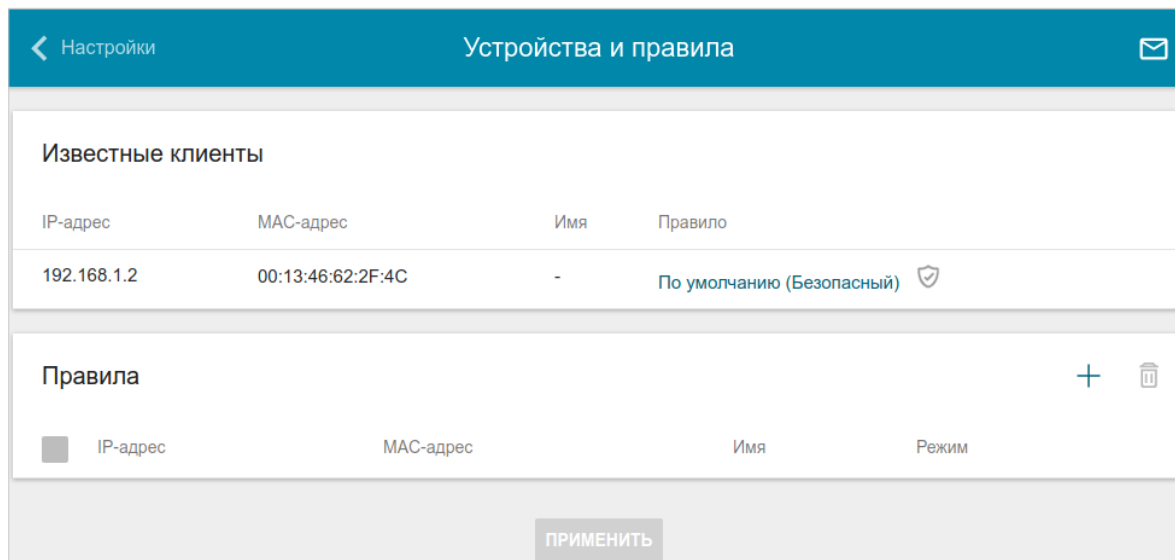 Настройки Устройства и правила
Известные клиенты
IP-адрес MAC-адрес Имя Правило
192.168.1.2 00:13:46:62:2F:4C - По умолчанию (Безопасный)
Правила
IP-адрес MAC-адрес Имя Режим
ПРИМЕНИТЬ